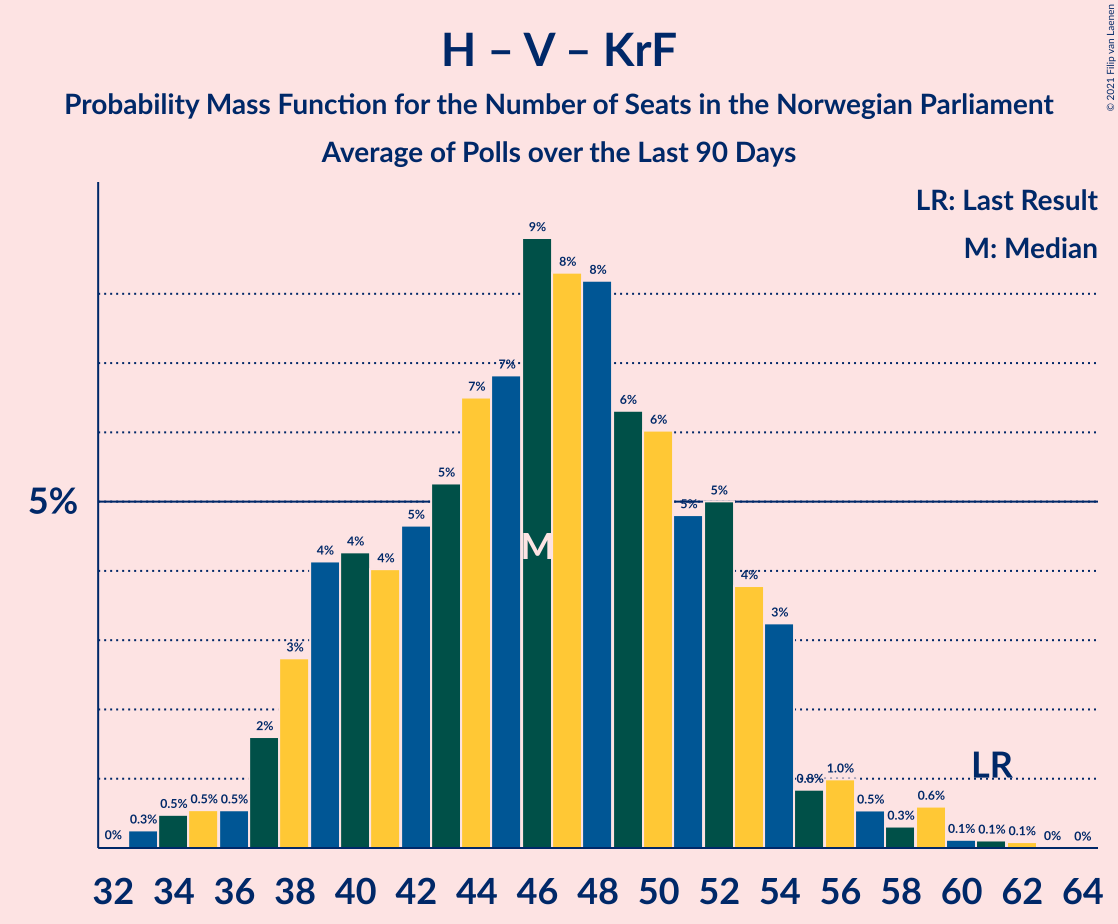 H – V – KrF
Probability Mass Function for the Number of Seats in the Norwegian Parliament
Average of Polls over the Last 90 Days
© 2021 Filip van Laenen
LR: Last Result
M: Median
5%
0% 0.3% 0.5% 0.5% 0.5% 2% 3% 4% 4% 4% 5% 5% 7% 7% 9% 8% 8% 6% 6% 5% 5% 4% 3% 0.8% 1.0% 0.5% 0.3% 0.6% 0.1% 0.1% 0.1% 0% 0%
M
LR
32 34 36 38 40 42 44 46 48 50 52 54 56 58 60 62 64